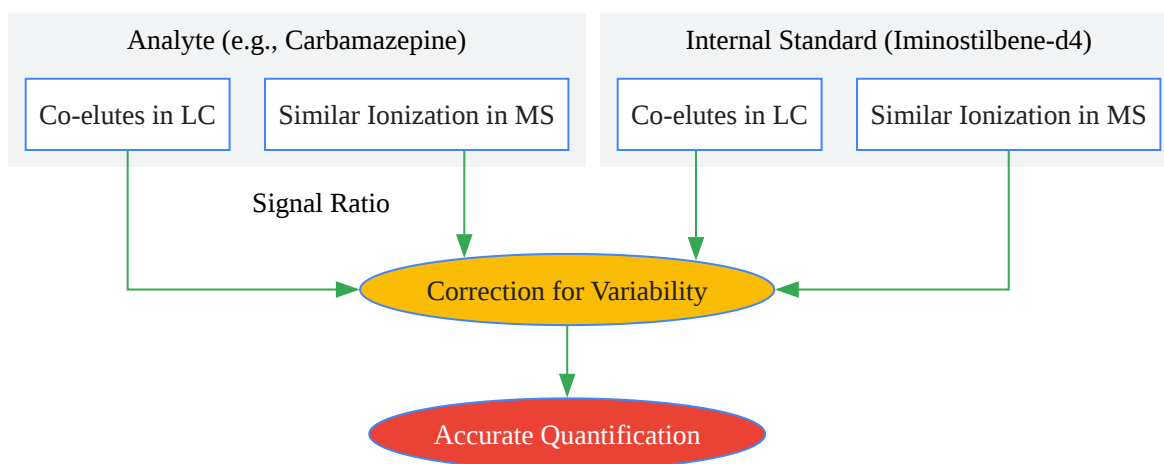 Analyte (e.g., Carbamazepine)
Internal Standard (Iminostilbene-d4)
Co-elutes in LC
Similar Ionization in MS
Co-elutes in LC
Similar Ionization in MS
Signal Ratio
Correction for Variability
Accurate Quantification